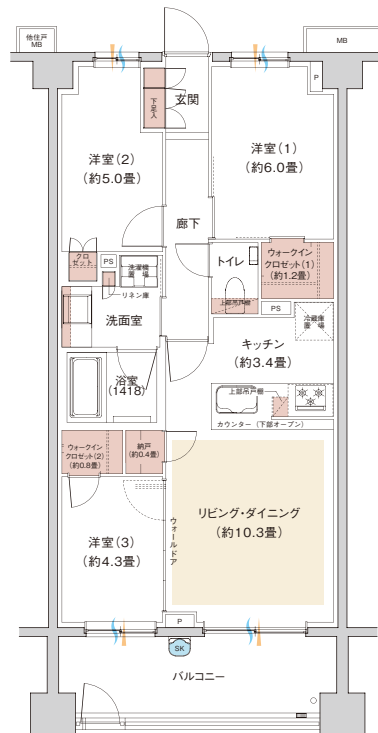 他住戸
MB
MB
P
下足入
玄関
洋室(2)
(約5.0畳)
洋室(1)
(約6.0畳)
廊下
クロ
ゼット
PS
洗濯機
置場
リネン庫
トイレ
ウォークイン
クロゼット(1)
(約1.2畳)
上部吊戸棚
PS
冷蔵庫
置場
洗面室
キッチン
(約3.4畳)
浴室
(1418)
上部吊戸棚
カウンター(下部オープン)
ウォークイン
クロゼット(2)
(約0.8畳)
納戸
(約0.4畳)
リビング・ダイニング
(約10.3畳)
ウォールドア
洋室(3)
(約4.3畳)
P
SK
バルコニー